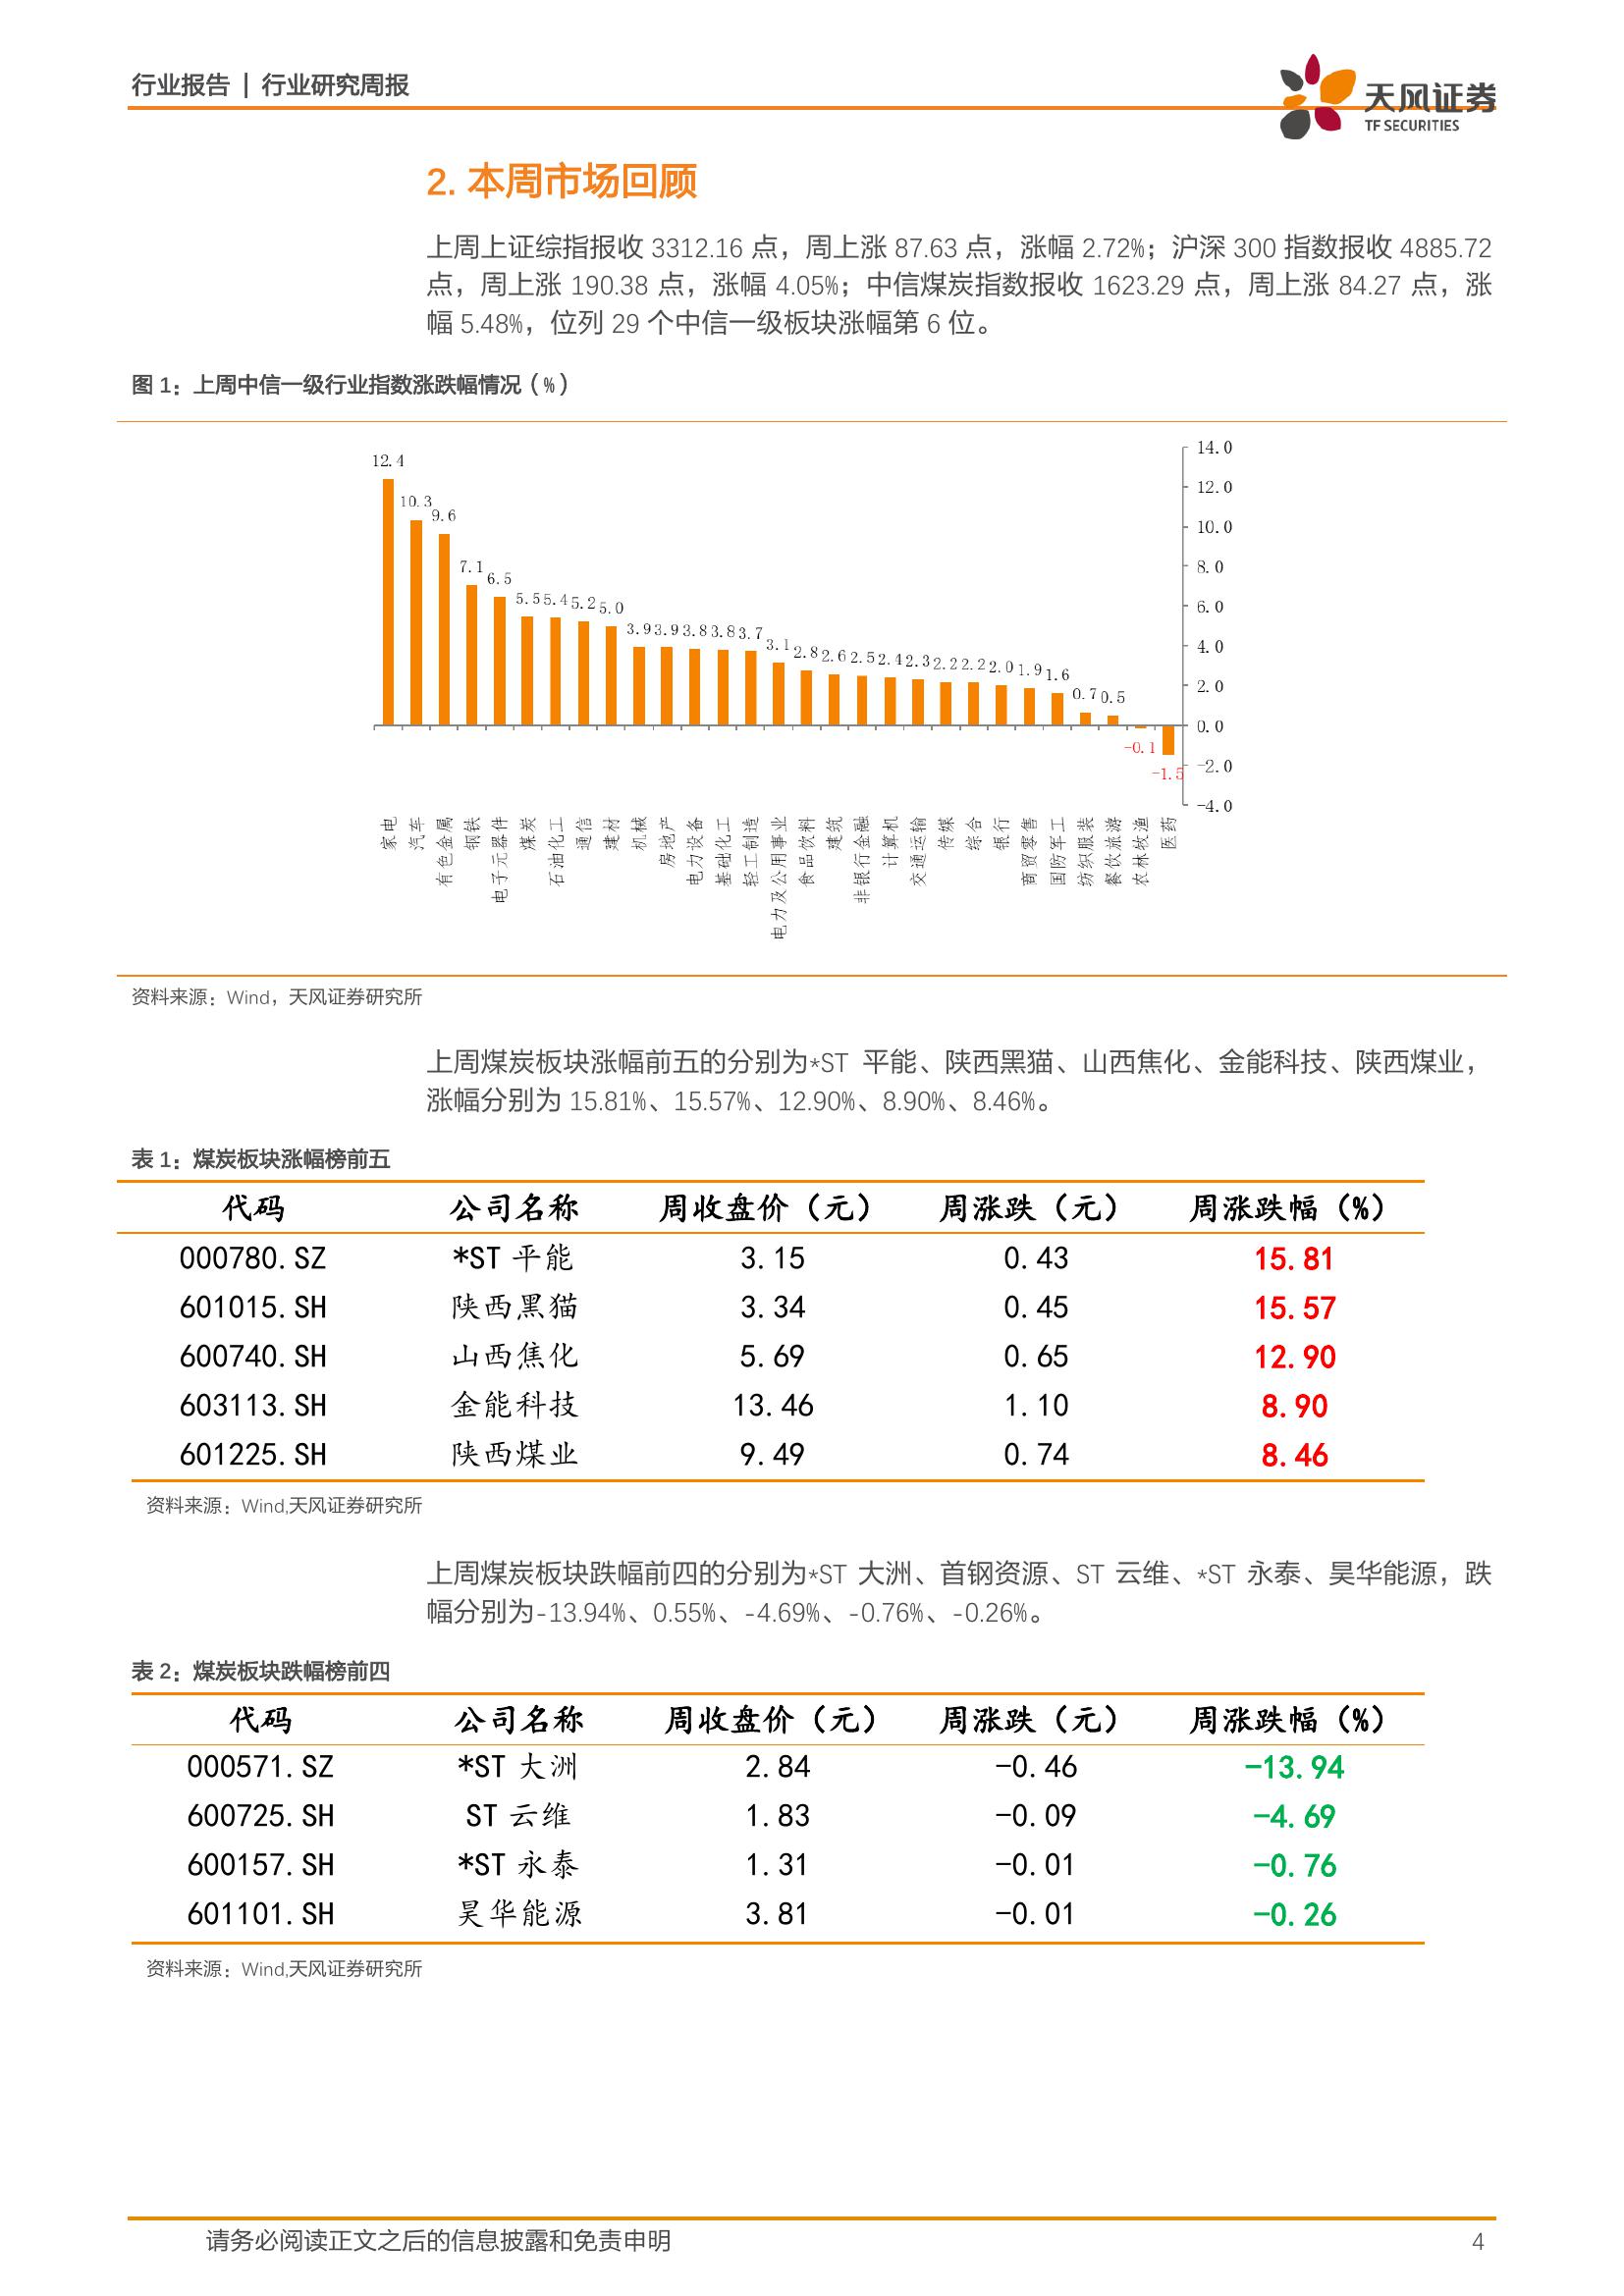 行业报告 | 行业研究周报
天风证券
TF SECURITIES
2. 本周市场回顾
上周上证综指报收 3312.16 点，周上涨 87.63 点，涨幅 2.72%；沪深 300 指数报收 4885.72
点，周上涨 190.38 点，涨幅 4.05%；中信煤炭指数报收 1623.29 点，周上涨 84.27 点，涨
幅 5.48%，位列 29 个中信一级板块涨幅第 6 位。
图 1：上周中信一级行业指数涨跌幅情况（%）
12.4 10.3 9.6 7.1 6.5 5.5 5.4 5.2 5.0 3.9 3.9 3.8 3.8 3.7 3.1 2.8 2.6 2.5 2.4 2.3 2.2 2.2 2.0 1.9 1.6 0.7 0.5 -0.1 -1.5
14.0
12.0
10.0
8.0
6.0
4.0
2.0
0.0
-2.0
-4.0
家电
汽车
有色金属
钢铁
电子元器件
煤炭
石油化工
通信
建材
机械
房地产
电力设备
基础化工
轻工制造
电力及公用事业
食品饮料
建筑
非银行金融
计算机
交通运输
传媒
综合
银行
商贸零售
国防军工
纺织服装
餐饮旅游
农林牧渔
医药
资料来源：Wind，天风证券研究所
上周煤炭板块涨幅前五的分别为*ST 平能、陕西黑猫、山西焦化、金能科技、陕西煤业，
涨幅分别为 15.81%、15.57%、12.90%、8.90%、8.46%。
表 1：煤炭板块涨幅榜前五
代码 公司名称 周收盘价（元） 周涨跌（元） 周涨跌幅（%）
000780.SZ *ST 平能 3.15 0.43 15.81
601015.SH 陕西黑猫 3.34 0.45 15.57
600740.SH 山西焦化 5.69 0.65 12.90
603113.SH 金能科技 13.46 1.10 8.90
601225.SH 陕西煤业 9.49 0.74 8.46
资料来源：Wind,天风证券研究所
上周煤炭板块跌幅前四的分别为*ST 大洲、首钢资源、ST 云维、*ST 永泰、昊华能源，跌
幅分别为-13.94%、0.55%、-4.69%、-0.76%、-0.26%。
表 2：煤炭板块跌幅榜前四
代码 公司名称 周收盘价（元） 周涨跌（元） 周涨跌幅（%）
000571.SZ *ST 大洲 2.84 -0.46 -13.94
600725.SH ST 云维 1.83 -0.09 -4.69
600157.SH *ST 永泰 1.31 -0.01 -0.76
601101.SH 昊华能源 3.81 -0.01 -0.26
资料来源：Wind,天风证券研究所
请务必阅读正文之后的信息披露和免责申明 4